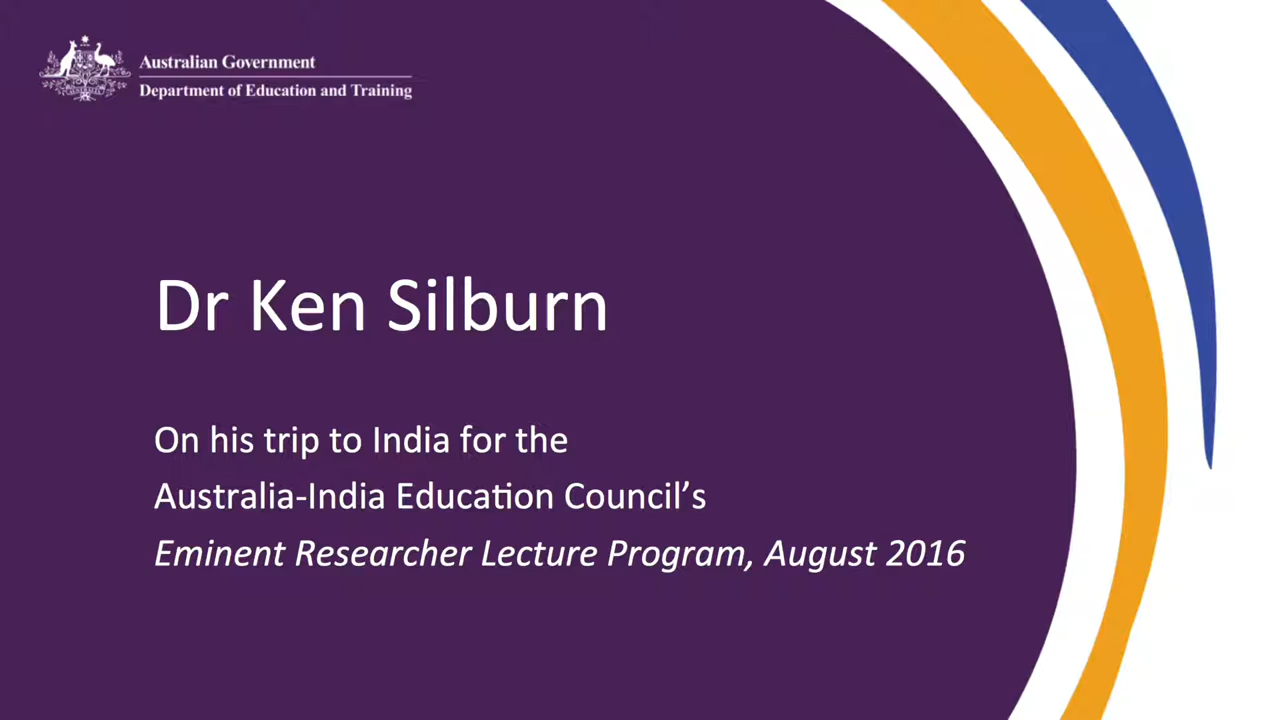 Australian Government
Department of Education and Training
Dr Ken Silburn
On his trip to India for the
Australia-India Education Council’s
Eminent Researcher Lecture Program, August 2016